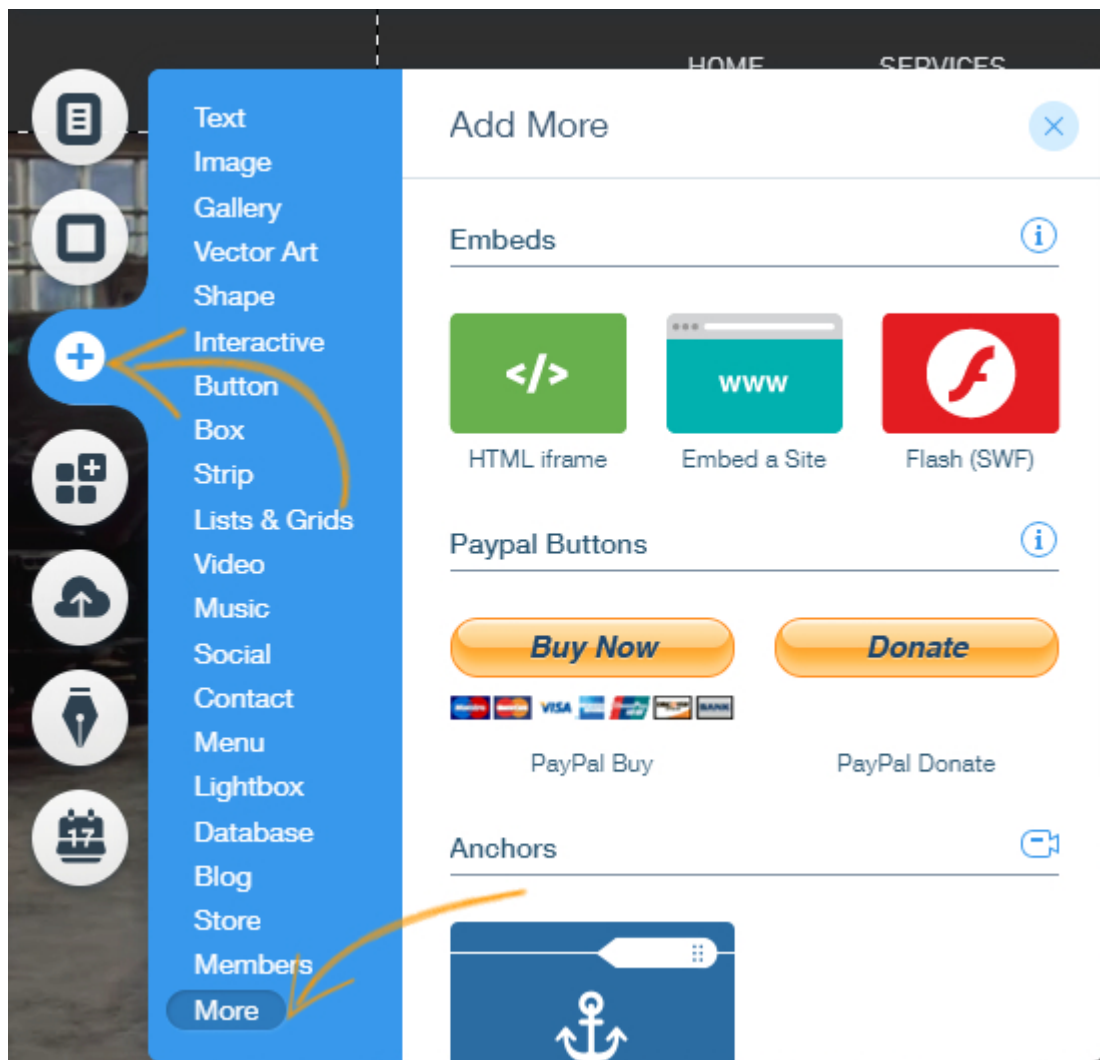 HOME SERVICES
Text
Image
Gallery
Vector Art
Shape
Interactive
Button
Box
Strip
Lists & Grids
Video
Music
Social
Contact
Menu
Lightbox
Database
Blog
Store
Members
More
17
Add More
Embeds
</>
www
HTML iframe Embed a Site Flash (SWF)
Paypal Buttons
Buy Now Donate
VISA
BANK
PayPal Buy PayPal Donate
Anchors